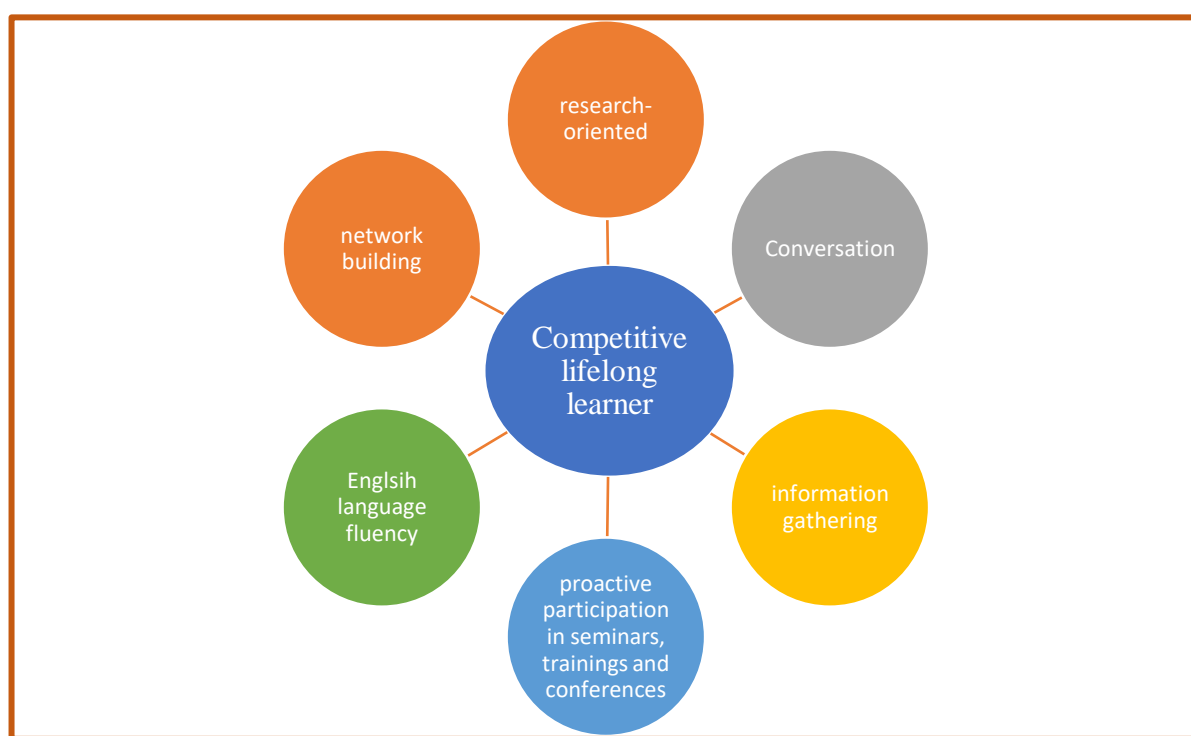 research-
oriented
Conversation
information
gathering
proactive
participation
in seminars,
trainings and
conferences
Englsih
language
fluency
network
building
Competitive
lifelong
learner